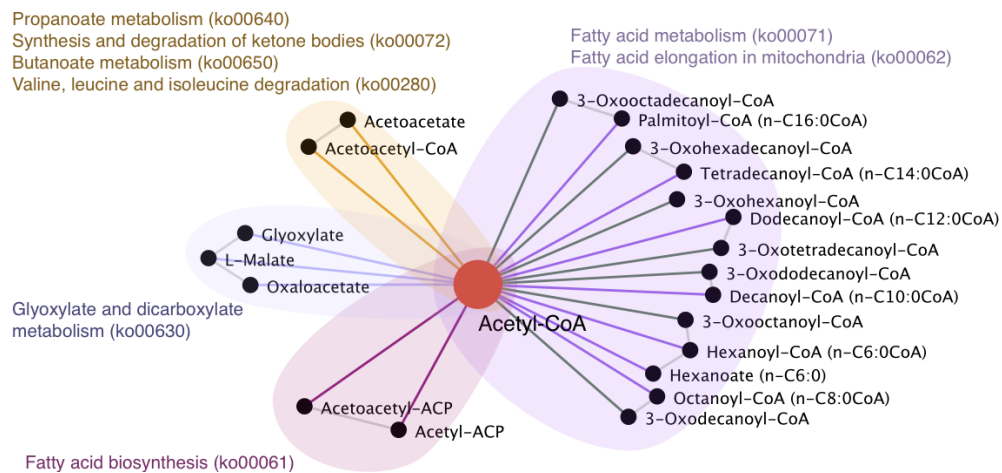 Propanoate metabolism (ko00640)
Synthesis and degradation of ketone bodies (ko00072)
Butanoate metabolism (ko00650)
Valine, leucine and isoleucine degradation (ko00280)
Fatty acid metabolism (ko00071)
Fatty acid elongation in mitochondria (ko00062)
3-Oxooctadecanoyl-CoA
Palmitoyl-CoA (n-C16:0CoA)
Acetoacetate
Acetoacetyl-CoA
3-Oxohexadecanoyl-CoA
Tetradecanoyl-CoA (n-C14:0CoA)
3-Oxohexanoyl-CoA
Dodecanoyl-CoA (n-C12:0CoA)
Glyoxylate
3-Oxotetradecanoyl-CoA
L-Malate
3-Oxododecanoyl-CoA
Oxaloacetate
Decanoyl-CoA (n-C10:0CoA)
Glyoxylate and dicarboxylate
metabolism (ko00630)
Acetyl-CoA
3-Oxooctanoyl-CoA
Hexanoyl-CoA (n-C6:0CoA)
Hexanoate (n-C6:0)
Octanoyl-CoA (n-C8:0CoA)
3-Oxodecanoyl-CoA
Acetoacetyl-ACP
Acetyl-ACP
Fatty acid biosynthesis (ko00061)